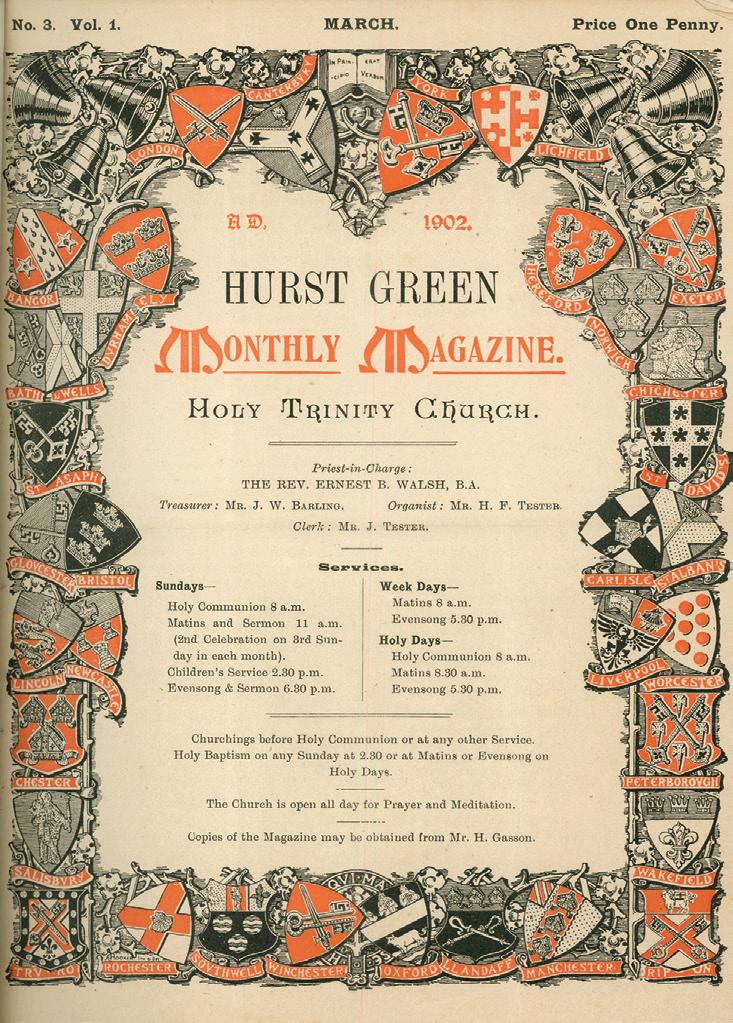 No. 3. Vol. 1. MARCH. Price One Penny.
IN PRIN- ERAT
-CIPIO VERBUM
CANTERBURY YORK
LONDON LICHFIELD
A.D. 1902.
HURST GREEN
MONTHLY MAGAZINE.
HOLY TRINITY CHURCH.
Priest-in-Charge:
THE REV. ERNEST B. WALSH, B.A.
Treasurer: MR. J. W. BARLING. Organist: MR. H. F. TESTER.
Clerk: MR. J. TESTER.
Services.
Sundays—
Holy Communion 8 a.m.
Matins and Sermon 11 a.m.
(2nd Celebration on 3rd Sun-
day in each month).
Children's Service 2.30 p.m.
Evensong & Sermon 6.30 p.m.
Week Days—
Matins 8 a.m.
Evensong 5.30 p.m.
Holy Days—
Holy Communion 8 a.m.
Matins 8.30 a.m.
Evensong 5.30 p.m.
Churchings before Holy Communion or at any other Service.
Holy Baptism on any Sunday at 2.30 or at Matins or Evensong on
Holy Days.
The Church is open all day for Prayer and Meditation.
Copies of the Magazine may be obtained from Mr. H. Gasson.
BANGOR ELY
DVRHAM
BATH & WELLS
ST. ASAPH
GLOUCESTER BRISTOL
LINCOLN NEWCASTLE
CHESTER
SALISBURY
HEREFORD EXETER
NORWICH
CHICHESTER
ST DAVID'S
CARLISLE ST ALBAN'S
LIVERPOOL WORCESTER
PETERBOROVGH
WAKEFIELD
QVI MA
TRVRO ROCHESTER SOVTHWELL WINCHESTER OXFORD LLANDAFF MANCHESTER RIPON